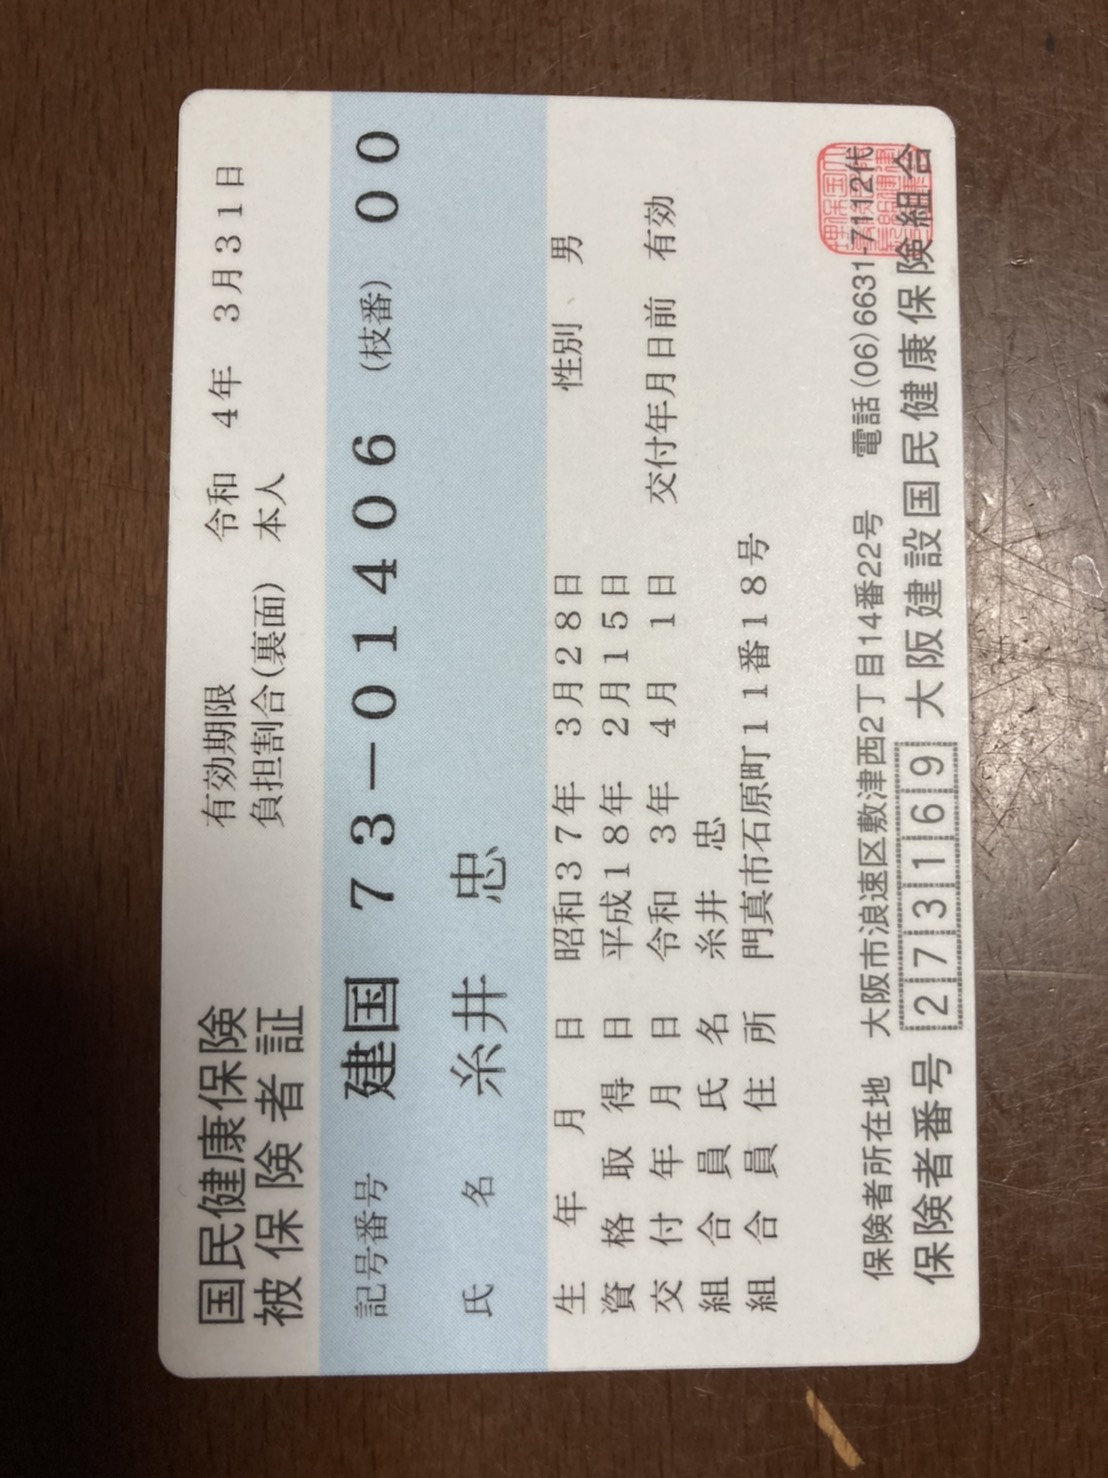 国民健康保険
被保険者証
有効期限 令和 4年 3月31日
負担割合(裏面) 本人
記号番号 建国 73-01406 (枝番) 00
氏名 糸井 忠
生年月日 昭和37年 3月28日 性別 男
資格取得日 平成18年 2月15日
交付年月日 令和 3年 4月 1日 交付年月日前 有効
組合員氏名 糸井 忠
組合員住所 門真市石原町11番18号
保険者所在地 大阪市浪速区敷津西2丁目14番22号 電話(06)6631-7112代
保険者番号 273169 大阪建設国民健康保険組合